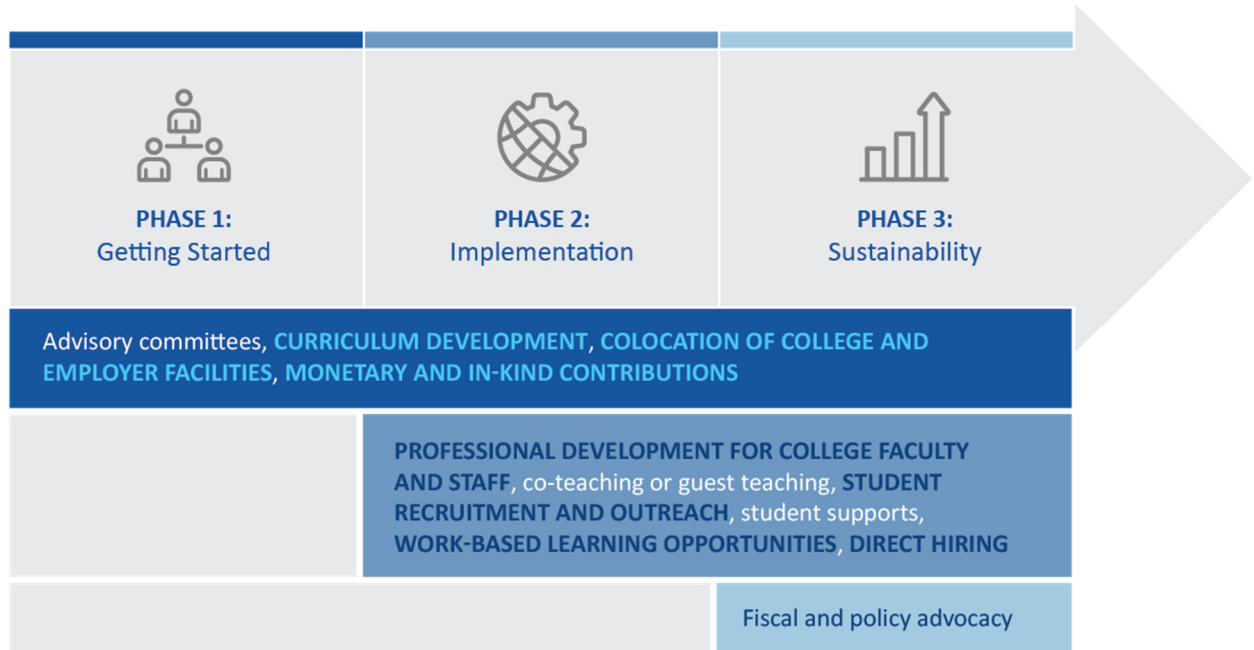 PHASE 1:
Getting Started
PHASE 2:
Implementation
PHASE 3:
Sustainability
Advisory committees, CURRICULUM DEVELOPMENT, COLOCATION OF COLLEGE AND
EMPLOYER FACILITIES, MONETARY AND IN-KIND CONTRIBUTIONS
PROFESSIONAL DEVELOPMENT FOR COLLEGE FACULTY
AND STAFF, co-teaching or guest teaching, STUDENT
RECRUITMENT AND OUTREACH, student supports,
WORK-BASED LEARNING OPPORTUNITIES, DIRECT HIRING
Fiscal and policy advocacy